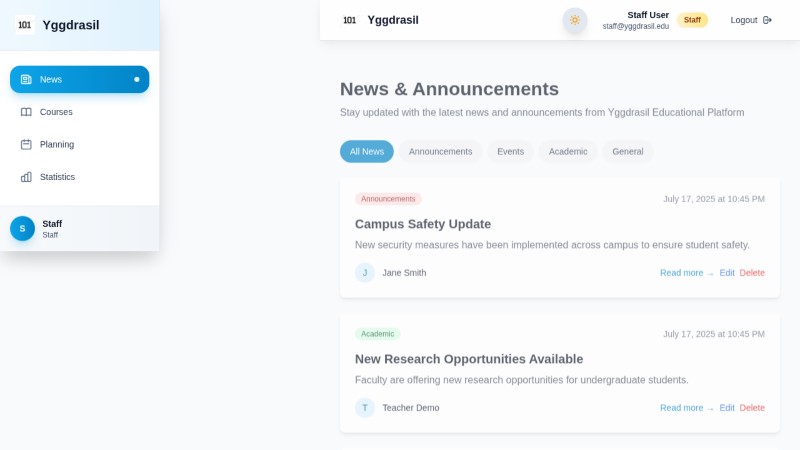 101 Yggdrasil
News
Courses
Planning
Statistics
S
Staff
Staff
101 Yggdrasil
Staff User
staff@yggdrasil.edu
Staff
Logout
News & Announcements
Stay updated with the latest news and announcements from Yggdrasil Educational Platform
All News Announcements Events Academic General
Announcements July 17, 2025 at 10:45 PM
Campus Safety Update
New security measures have been implemented across campus to ensure student safety.
J Jane Smith Read more → Edit Delete
Academic July 17, 2025 at 10:45 PM
New Research Opportunities Available
Faculty are offering new research opportunities for undergraduate students.
T Teacher Demo Read more → Edit Delete